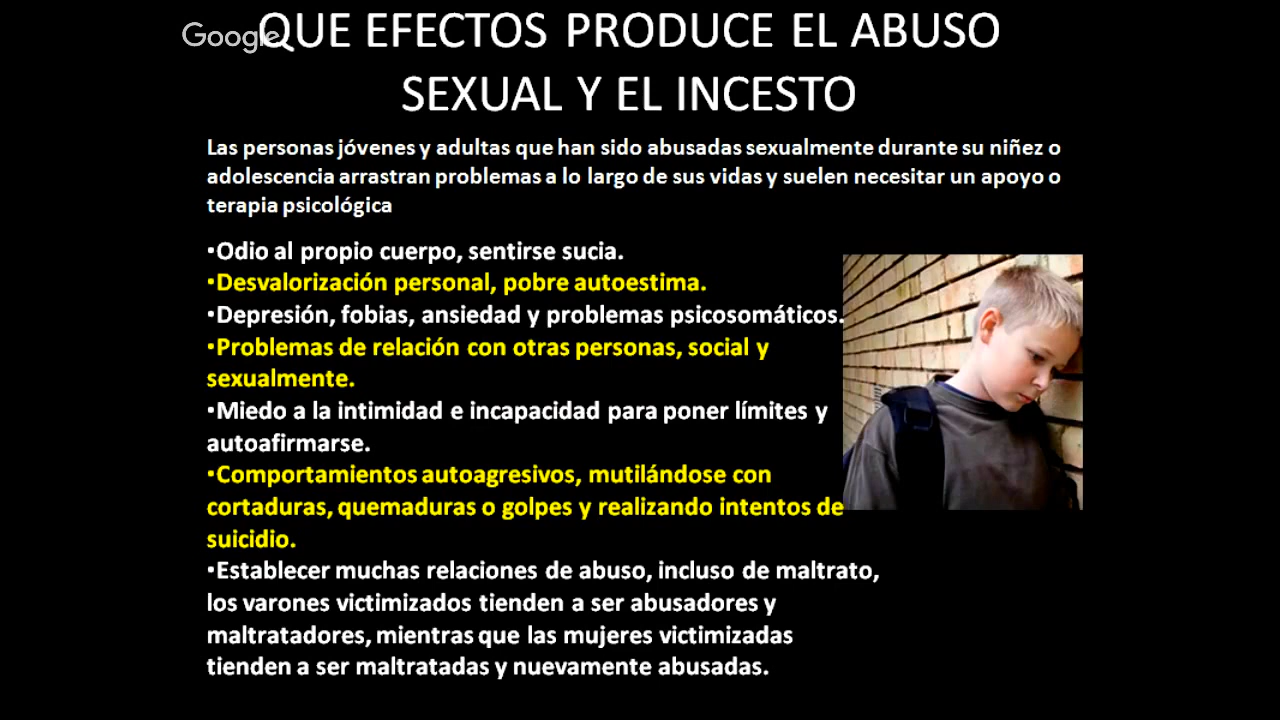 Google
QUE EFECTOS PRODUCE EL ABUSO
SEXUAL Y EL INCESTO
Las personas jóvenes y adultas que han sido abusadas sexualmente durante su niñez o
adolescencia arrastran problemas a lo largo de sus vidas y suelen necesitar un apoyo o
terapia psicológica
•Odio al propio cuerpo, sentirse sucia.
•Desvalorización personal, pobre autoestima.
•Depresión, fobias, ansiedad y problemas psicosomáticos.
•Problemas de relación con otras personas, social y
sexualmente.
•Miedo a la intimidad e incapacidad para poner límites y
autoafirmarse.
•Comportamientos autoagresivos, mutilándose con
cortaduras, quemaduras o golpes y realizando intentos de
suicidio.
•Establecer muchas relaciones de abuso, incluso de maltrato,
los varones victimizados tienden a ser abusadores y
maltratadores, mientras que las mujeres victimizadas
tienden a ser maltratadas y nuevamente abusadas.